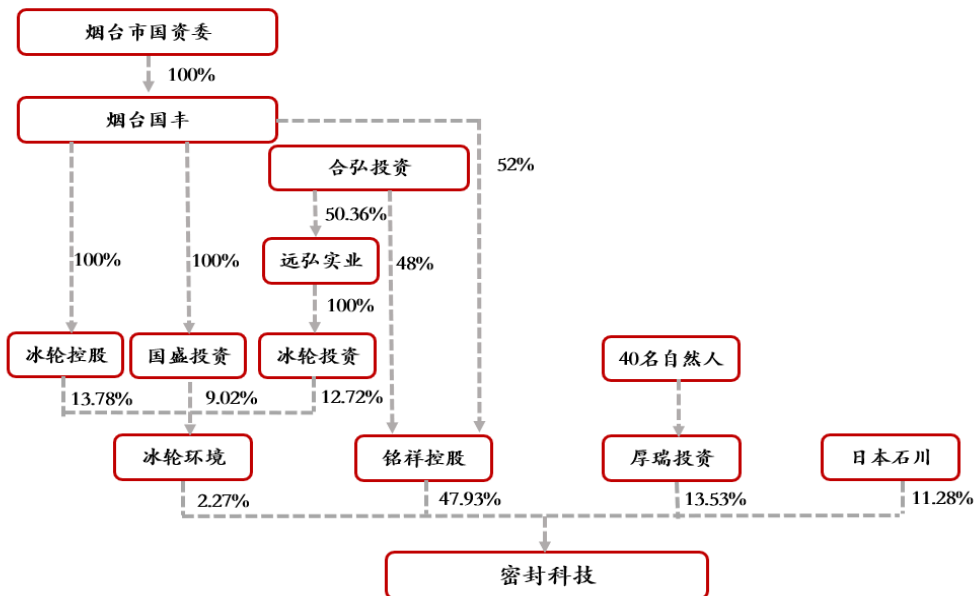 烟台市国资委
100%
烟台国丰
合弘投资
52%
50.36%
远弘实业
100%
100%
48%
100%
冰轮控股
国盛投资
冰轮投资
40名自然人
13.78%
9.02%
12.72%
冰轮环境
铭祥控股
厚瑞投资
日本石川
2.27%
47.93%
13.53%
11.28%
密封科技